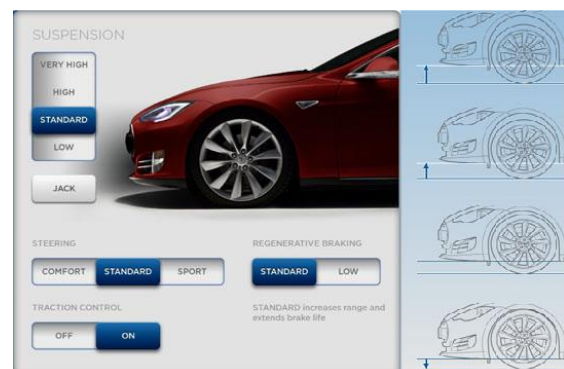 SUSPENSION
VERY HIGH
HIGH
STANDARD
LOW
JACK
STEERING
COMFORT STANDARD SPORT
REGENERATIVE BRAKING
STANDARD LOW
STANDARD increases range and
extends brake life
TRACTION CONTROL
OFF ON